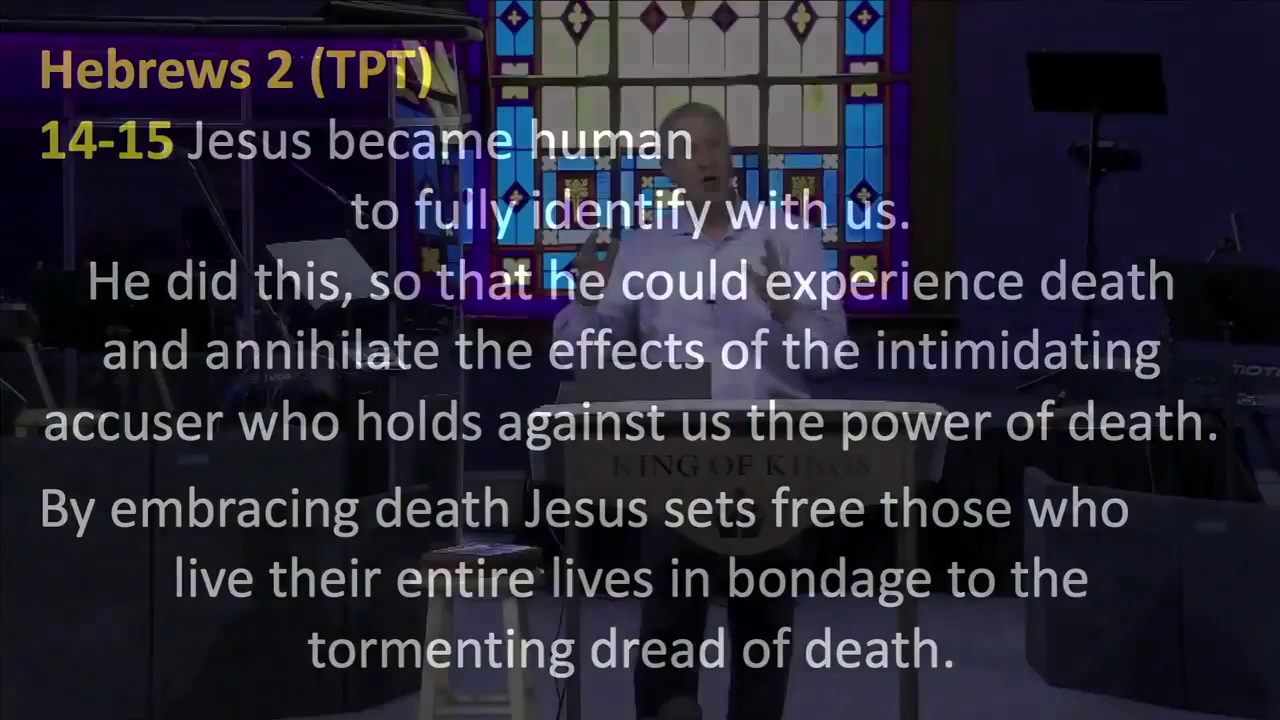 Hebrews 2 (TPT)
14-15 Jesus became human
to fully identify with us.
He did this, so that he could experience death
and annihilate the effects of the intimidating
accuser who holds against us the power of death.
KING OF KINGS
By embracing death Jesus sets free those who
live their entire lives in bondage to the
tormenting dread of death.